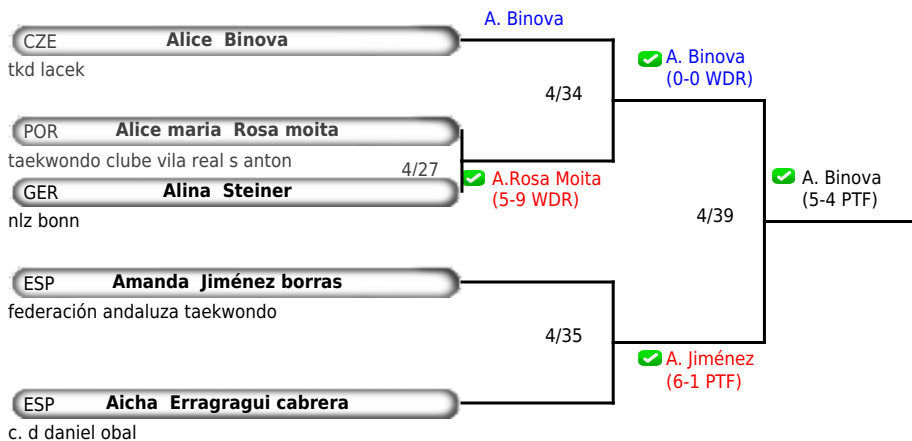 A. Binova
CZE Alice Binova
tkd lacek
A. Binova
(0-0 WDR)
4/34
POR Alice maria Rosa moita
taekwondo clube vila real s anton
4/27
A.Rosa Moita
(5-9 WDR)
GER Alina Steiner
nlz bonn
A. Binova
(5-4 PTF)
4/39
ESP Amanda Jiménez borras
federación andaluza taekwondo
4/35
A. Jiménez
(6-1 PTF)
ESP Aicha Erragragui cabrera
c. d daniel obal